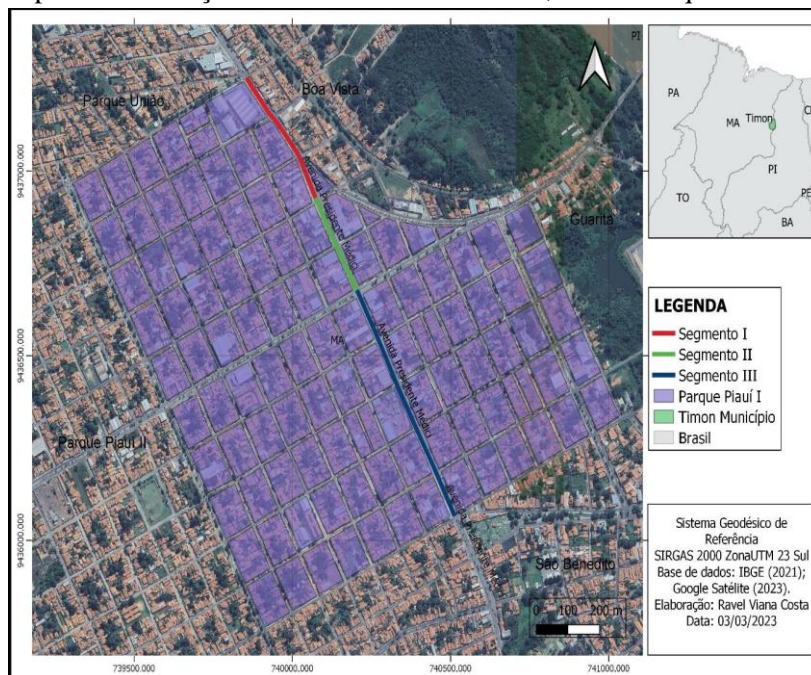 PI
Boa Vista
Parque União
PA
MA
Timon
PI
TO
BA
9437000.000
Avenida Presidente Médici
Guarita
LEGENDA
Segmento I
Segmento II
Segmento III
Parque Piauí I
Timon Município
Brasil
9436500.000
MA
Avenida Presidente Médici
Parque Piauí II
9436000.000
São Benedito
0 100 200 m
Sistema Geodésico de
Referência
SIRGAS 2000 ZonaUTM 23 Sul
Base de dados: IBGE (2021);
Google Satélite (2023).
Elaboração: Ravel Viana Costa
Data: 03/03/2023
739500.000
740000.000
740500.000
741000.000